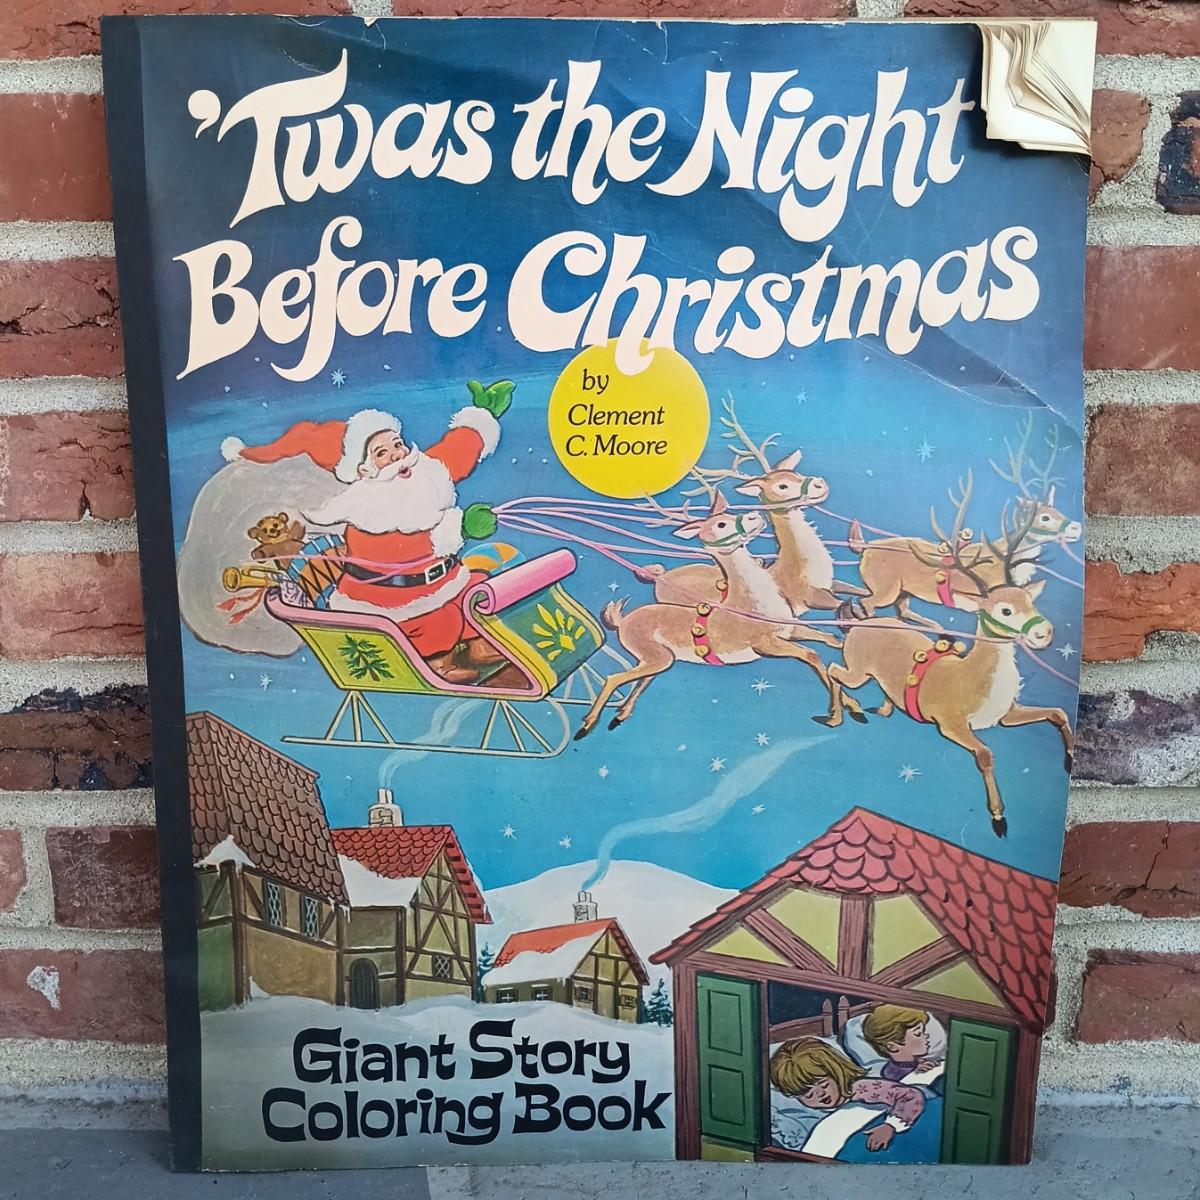 'Twas the Night
Before Christmas
by
Clement
C. Moore
Giant Story
Coloring Book